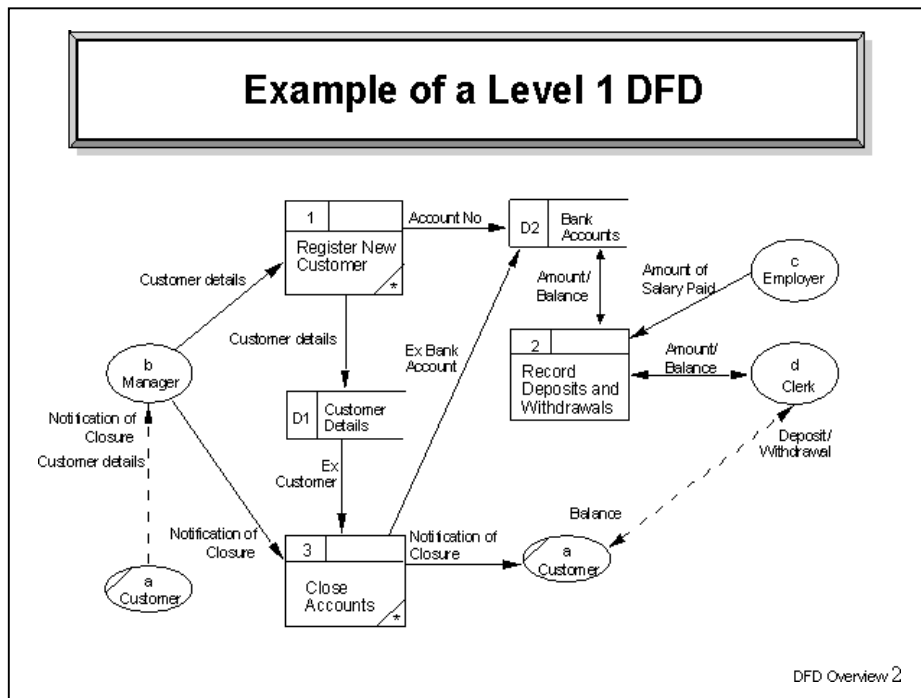 Example of a Level 1 DFD
1
Register New
Customer
*
Account No
D2
Bank
Accounts
Customer details
Amount/
Balance
Amount of
Salary Paid
c
Employer
Customer details
Ex Bank
Account
2
Record
Deposits and
Withdrawals
Amount/
Balance
d
Clerk
b
Manager
D1
Customer
Details
Notification of
Closure
Customer details
Deposit/
Withdrawal
Ex
Customer
Balance
Notification of
Closure
3
Close
Accounts
*
Notification of
Closure
a
Customer
a
Customer
DFD Overview 2